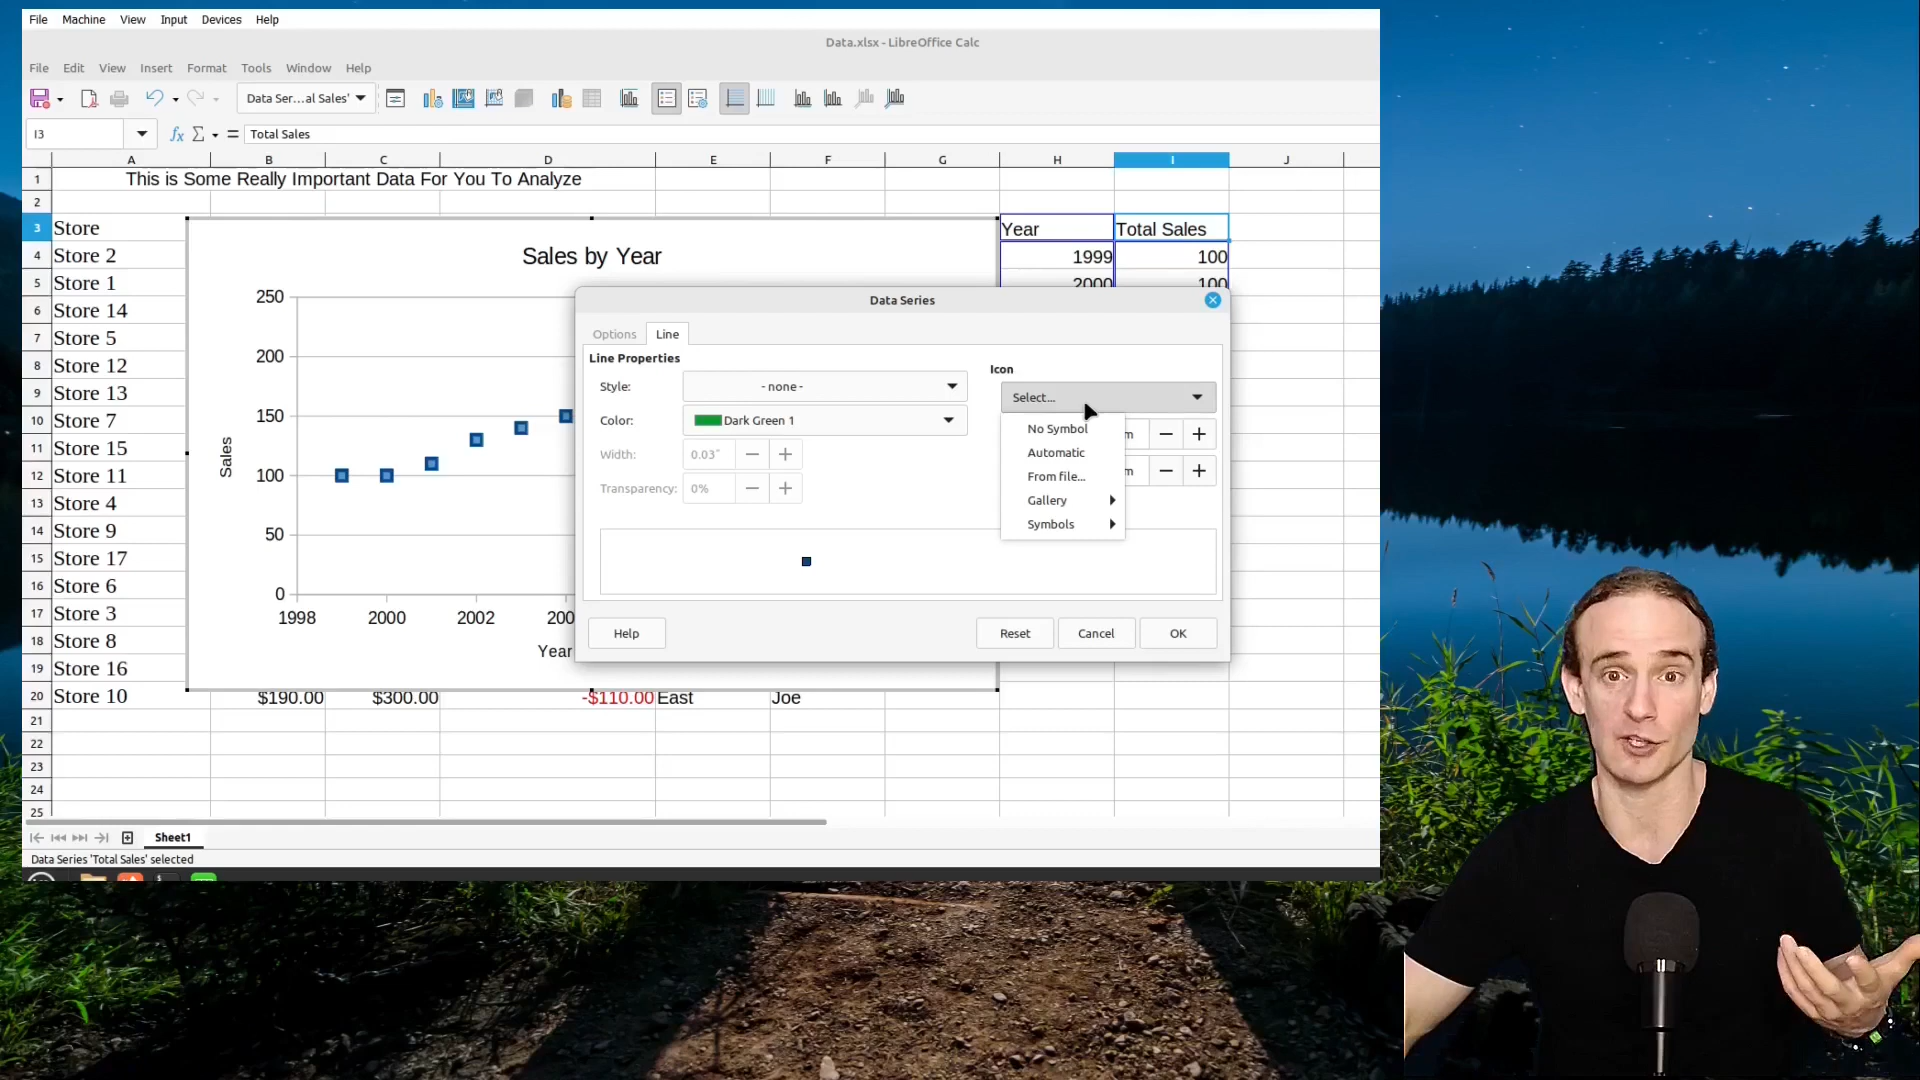 File Machine View Input Devices Help
Data.xlsx - LibreOffice Calc
File Edit View Insert Format Tools Window Help
Data Ser...al Sales'
I3 fx Σ = Total Sales
A B C D E F G H I J
1 This is Some Really Important Data For You To Analyze
2
3 Store Year Total Sales
4 Store 2 1999 100
5 Store 1 2000 100
6 Store 14
7 Store 5
8 Store 12
9 Store 13
10 Store 7
11 Store 15
12 Store 11
13 Store 4
14 Store 9
15 Store 17
16 Store 6
17 Store 3
18 Store 8
19 Store 16
20 Store 10 $190.00 $300.00 -$110.00 East Joe
21
22
23
24
25
Sales by Year
250
200
150
100
50
0
1998 2000 2002 200
Sales
Year
Data Series
Options Line
Line Properties
Style: - none -
Color: Dark Green 1
Width: 0.03"
Transparency: 0%
Icon
Select...
No Symbol
Automatic
From file...
Gallery
Symbols
m
m
Help Reset Cancel OK
Sheet1
Data Series 'Total Sales' selected